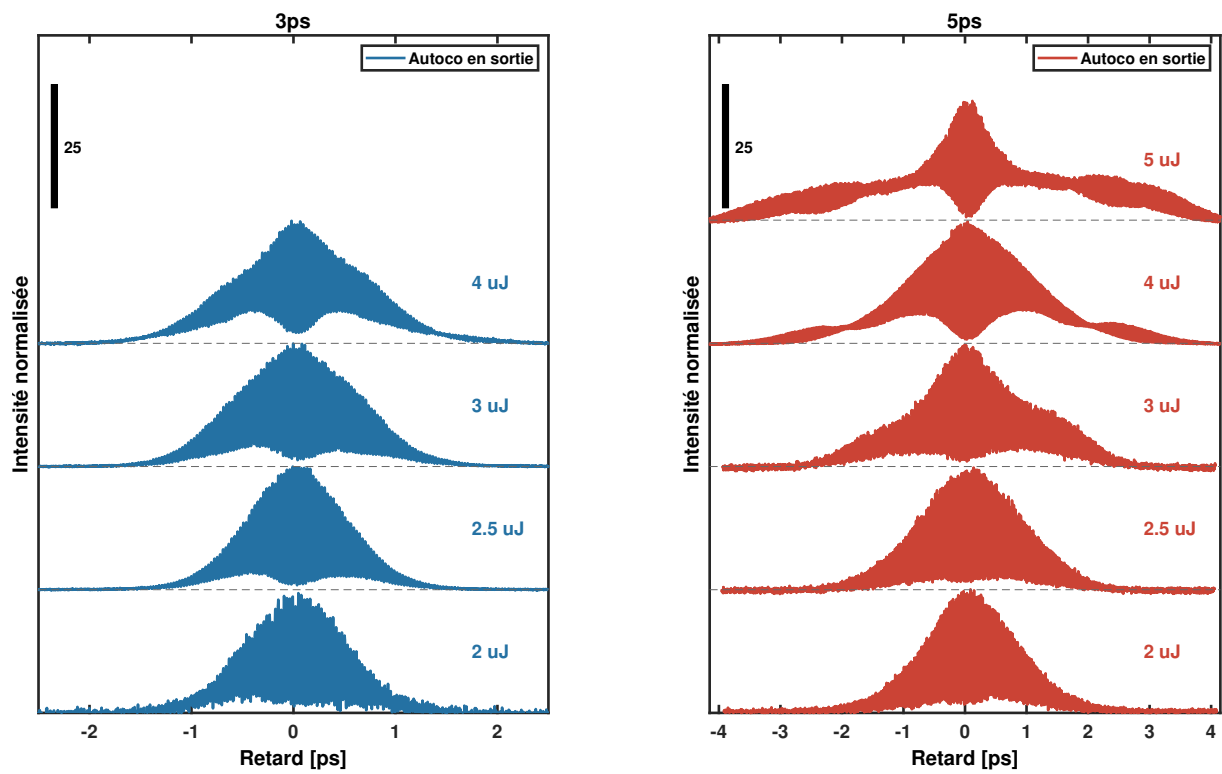 3ps
Autoco en sortie
25
4 uJ
3 uJ
2.5 uJ
2 uJ
Intensité normalisée
-2 -1 0 1 2
Retard [ps]
5ps
Autoco en sortie
25
5 uJ
4 uJ
3 uJ
2.5 uJ
2 uJ
Intensité normalisée
-4 -3 -2 -1 0 1 2 3 4
Retard [ps]